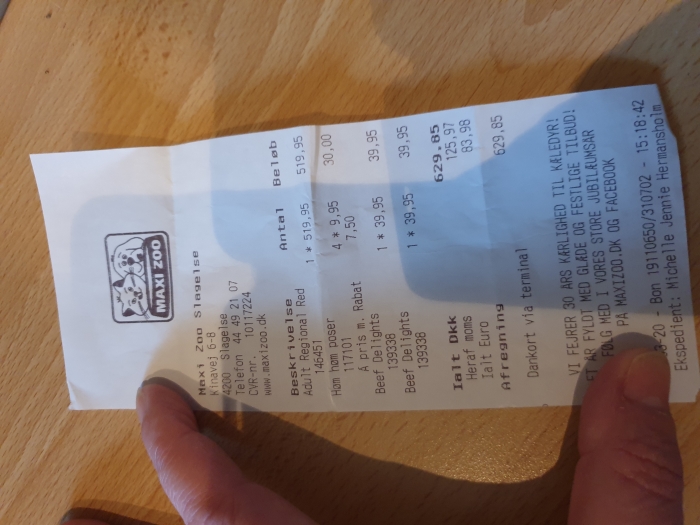 MAXI ZOO
Maxi Zoo Slagelse
Kinavej 6-8
4200 Slagelse
Telefon 44 49 21 07
CVR-nr. 10117224
www.maxizoo.dk
Beskrivelse Antal Beløb
Adult Regional Red 1 * 519,95 519,95
146451
Høm høm poser 4 * 9,95 30,00
117101 7,50
Á pris m. Rabat
Beef Delights 1 * 39,95 39,95
139338
Beef Delights 1 * 39,95 39,95
139338
Ialt Dkk 629.85
Heraf moms 125,97
Ialt Euro 83,98
Afregning
Dankort via terminal 629,85
VI FEJRER 30 ARS KÆRLIGHED TIL KÆLEDYR!
ET ÅR FYLDT MED GLÆDE OG FESTLIGE TILBUD!
FØLG MED I VORES STORE JUBILÆUMSÅR
PÅ MAXIZOO.DK OG FACEBOOK
-20 - Bon 19110650/310702 - 15:18:42
Ekspedient: Michelle Jennie Hermansholm